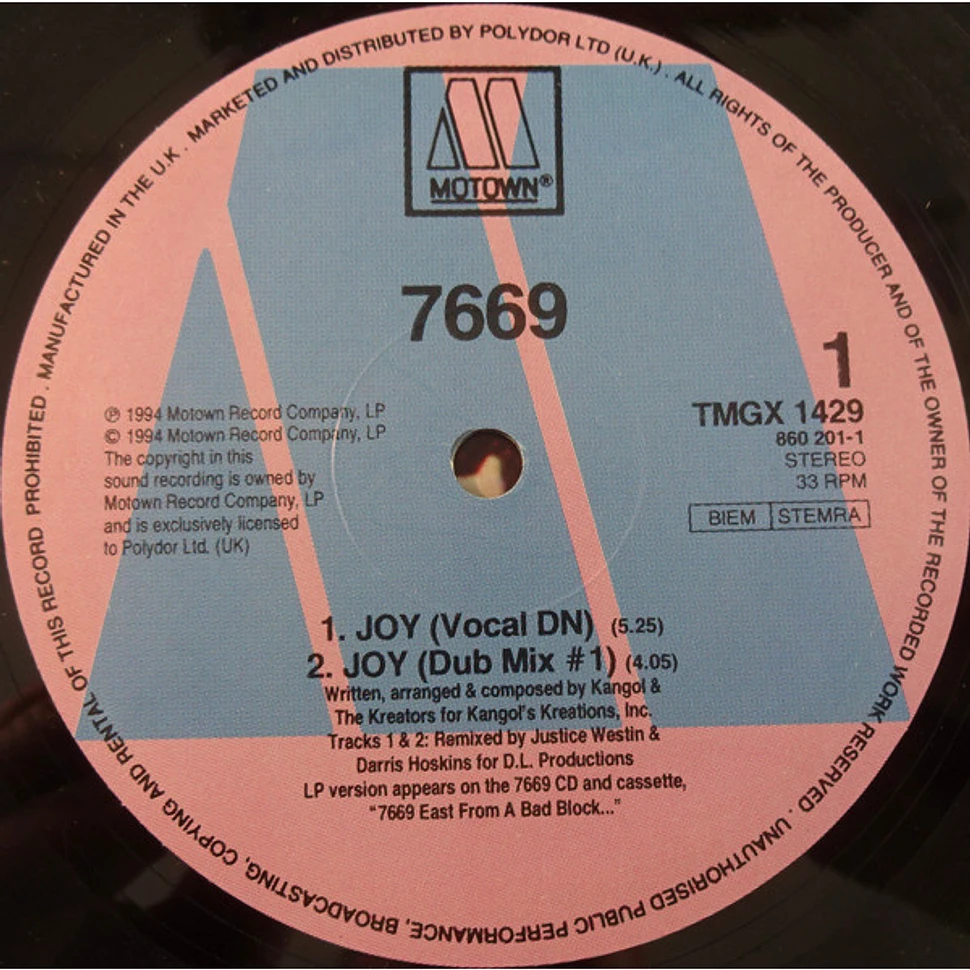 MANUFACTURED IN THE U.K . MARKETED AND DISTRIBUTED BY POLYDOR LTD (U.K.) . ALL RIGHTS OF THE PRODUCER AND OF THE OWNER OF THE RECORDED WORK RESERVED . UNAUTHORISED PUBLIC PERFORMANCE, BROADCASTING, COPYING AND RENTAL OF THIS RECORD PROHIBITED .
MOTOWN®
7669
1
TMGX 1429
860 201-1
STEREO
33 RPM
BIEM STEMRA
℗ 1994 Motown Record Company, LP
© 1994 Motown Record Company, LP
The copyright in this
sound recording is owned by
Motown Record Company, LP
and is exclusively licensed
to Polydor Ltd. (UK)
1. JOY (Vocal DN) (5.25)
2. JOY (Dub Mix #1) (4.05)
Written, arranged & composed by Kangol &
The Kreators for Kangol's Kreations, Inc.
Tracks 1 & 2: Remixed by Justice Westin &
Darris Hoskins for D.L. Productions
LP version appears on the 7669 CD and cassette,
"7669 East From A Bad Block..."